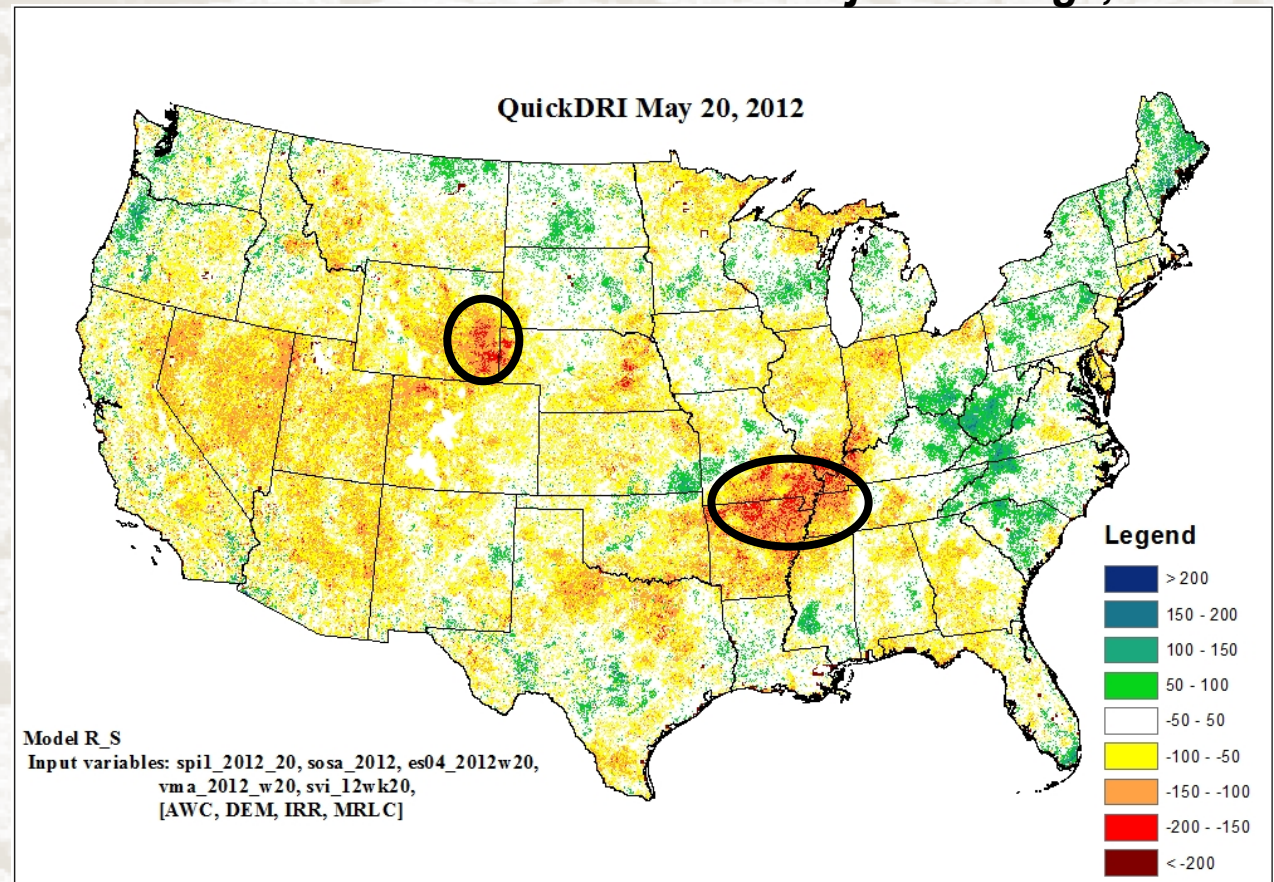 QuickDRI May 20, 2012
Legend
> 200
150 - 200
100 - 150
50 - 100
-50 - 50
-100 - -50
-150 - -100
-200 - -150
< -200
Model R_S
Input variables: spi1_2012_20, sosa_2012, es04_2012w20,
vma_2012_w20, svi_12wk20,
[AWC, DEM, IRR, MRLC]